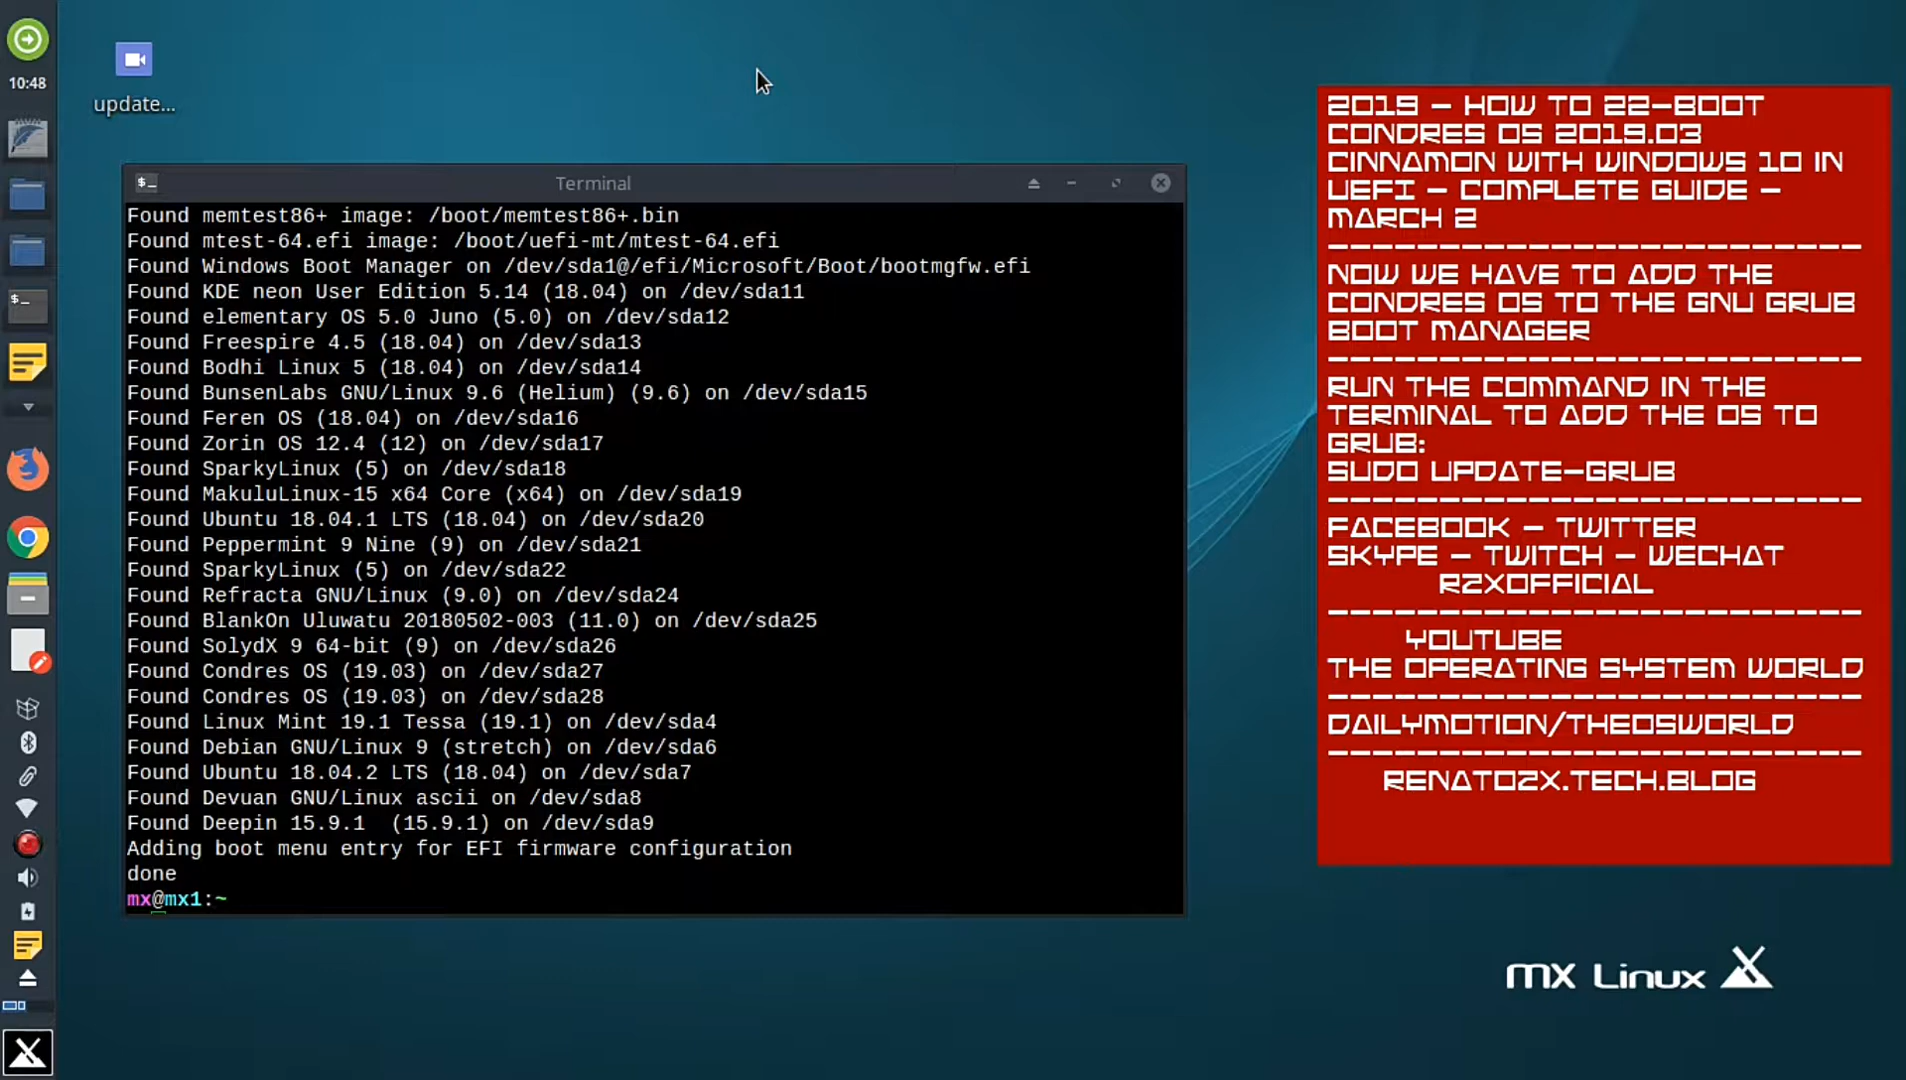 10:48
update...
Terminal
Found memtest86+ image: /boot/memtest86+.bin
Found mtest-64.efi image: /boot/uefi-mt/mtest-64.efi
Found Windows Boot Manager on /dev/sda1@/efi/Microsoft/Boot/bootmgfw.efi
Found KDE neon User Edition 5.14 (18.04) on /dev/sda11
Found elementary OS 5.0 Juno (5.0) on /dev/sda12
Found Freespire 4.5 (18.04) on /dev/sda13
Found Bodhi Linux 5 (18.04) on /dev/sda14
Found BunsenLabs GNU/Linux 9.6 (Helium) (9.6) on /dev/sda15
Found Feren OS (18.04) on /dev/sda16
Found Zorin OS 12.4 (12) on /dev/sda17
Found SparkyLinux (5) on /dev/sda18
Found MakuluLinux-15 x64 Core (x64) on /dev/sda19
Found Ubuntu 18.04.1 LTS (18.04) on /dev/sda20
Found Peppermint 9 Nine (9) on /dev/sda21
Found SparkyLinux (5) on /dev/sda22
Found Refracta GNU/Linux (9.0) on /dev/sda24
Found BlankOn Uluwatu 20180502-003 (11.0) on /dev/sda25
Found SolydX 9 64-bit (9) on /dev/sda26
Found Condres OS (19.03) on /dev/sda27
Found Condres OS (19.03) on /dev/sda28
Found Linux Mint 19.1 Tessa (19.1) on /dev/sda4
Found Debian GNU/Linux 9 (stretch) on /dev/sda6
Found Ubuntu 18.04.2 LTS (18.04) on /dev/sda7
Found Devuan GNU/Linux ascii on /dev/sda8
Found Deepin 15.9.1  (15.9.1) on /dev/sda9
Adding boot menu entry for EFI firmware configuration
done
mx@mx1:~
2019 - HOW TO 22-BOOT
CONDRES OS 2019.03
CINNAMON WITH WINDOWS 10 IN
UEFI - COMPLETE GUIDE -
MARCH 2
------------------------
NOW WE HAVE TO ADD THE
CONDRES OS TO THE GNU GRUB
BOOT MANAGER
------------------------
RUN THE COMMAND IN THE
TERMINAL TO ADD THE OS TO
GRUB:
SUDO UPDATE-GRUB
------------------------
FACEBOOK - TWITTER
SKYPE - TWITCH - WECHAT
RZXOFFICIAL
------------------------
YOUTUBE
THE OPERATING SYSTEM WORLD
------------------------
DAILYMOTION/THEOSWORLD
------------------------
RENATOZX.TECH.BLOG
MX Linux